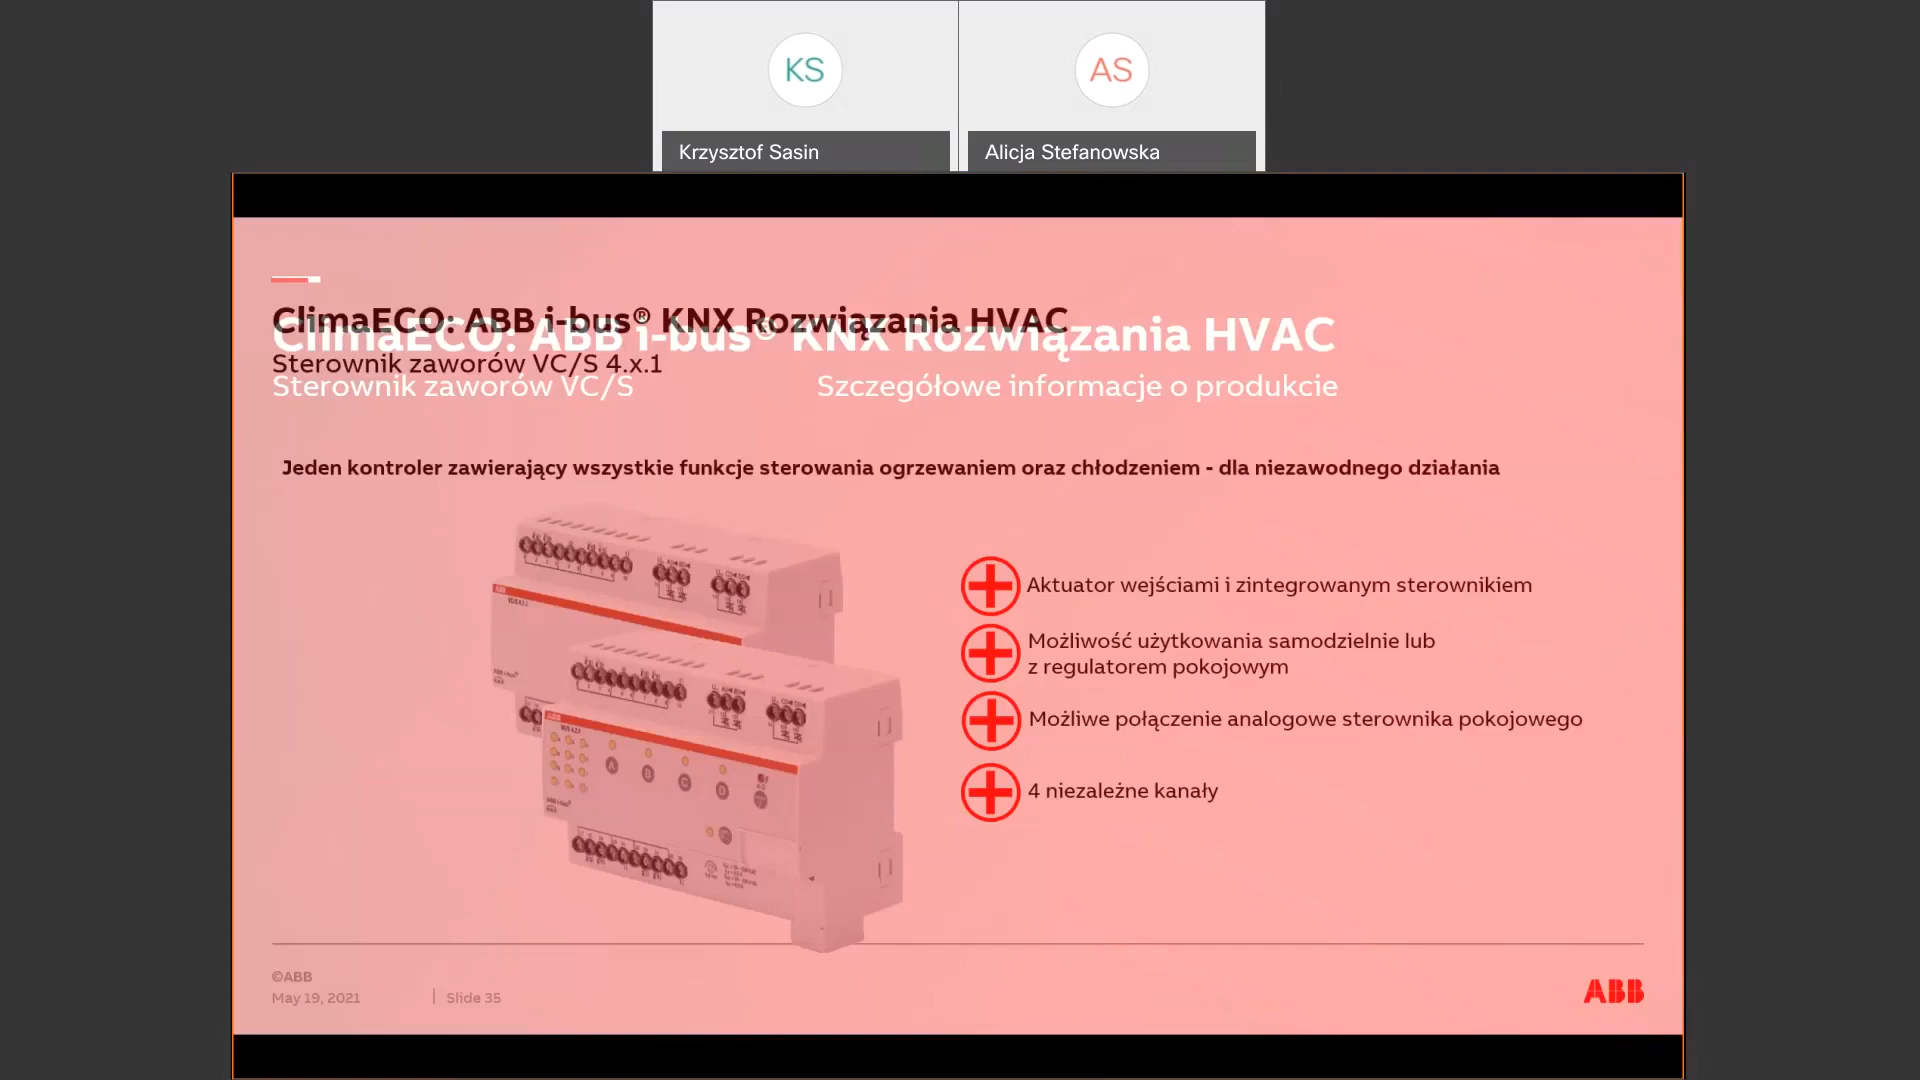 KS
AS
Krzysztof Sasin
Alicja Stefanowska
ClimaECO: ABB i-bus® KNX Rozwiązania HVAC
Sterownik zaworów VC/S 4.x.1
ClimaECO: ABB i-bus® KNX Rozwiązania HVAC
Sterownik zaworów VC/S Szczegółowe informacje o produkcie
Jeden kontroler zawierający wszystkie funkcje sterowania ogrzewaniem oraz chłodzeniem - dla niezawodnego działania
Aktuator wejściami i zintegrowanym sterownikiem
Możliwość użytkowania samodzielnie lub
z regulatorem pokojowym
Możliwe połączenie analogowe sterownika pokojowego
4 niezależne kanały
ABB
ABB
A
B
C
D
©ABB
May 19, 2021
Slide 35
ABB